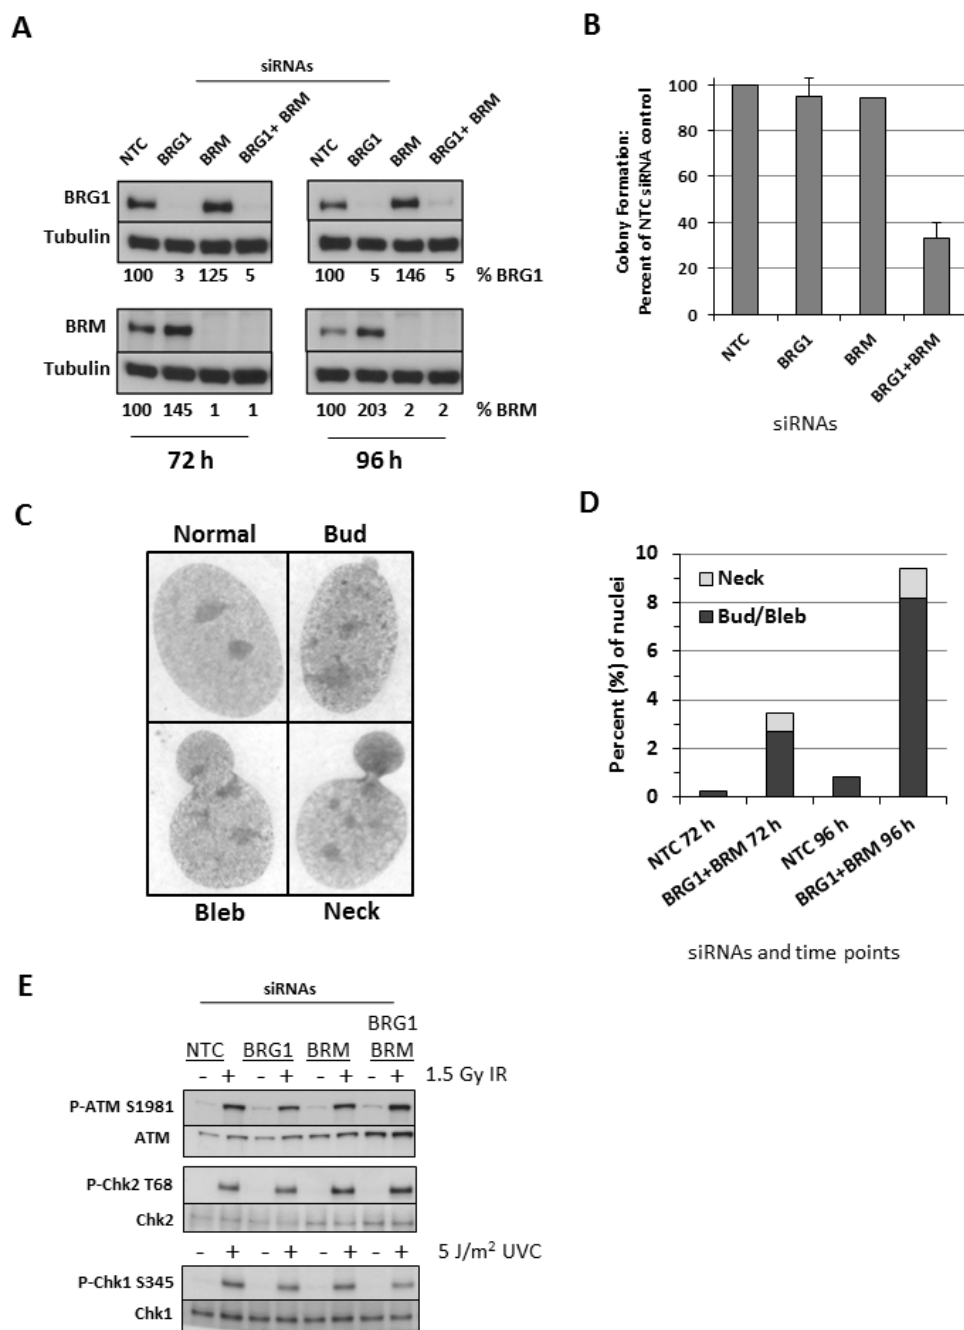 A
siRNAs
NTC BRG1 BRM BRG1+ BRM
NTC BRG1 BRM BRG1+ BRM
BRG1
Tubulin
100 3 125 5 100 5 146 5 % BRG1
BRM
Tubulin
100 145 1 1 100 203 2 2 % BRM
72 h 96 h
B
Colony Formation:
Percent of NTC siRNA control
100
80
60
40
20
0
NTC BRG1 BRM BRG1+BRM
siRNAs
C
Normal Bud
Bleb Neck
D
Percent (%) of nuclei
10
8
6
4
2
0
Neck
Bud/Bleb
NTC 72 h BRG1+BRM 72 h NTC 96 h BRG1+BRM 96 h
siRNAs and time points
E
siRNAs
BRG1
NTC BRG1 BRM BRM
- + - + - + - + 1.5 Gy IR
P-ATM S1981
ATM
P-Chk2 T68
Chk2
- + - + - + - + 5 J/m² UVC
P-Chk1 S345
Chk1